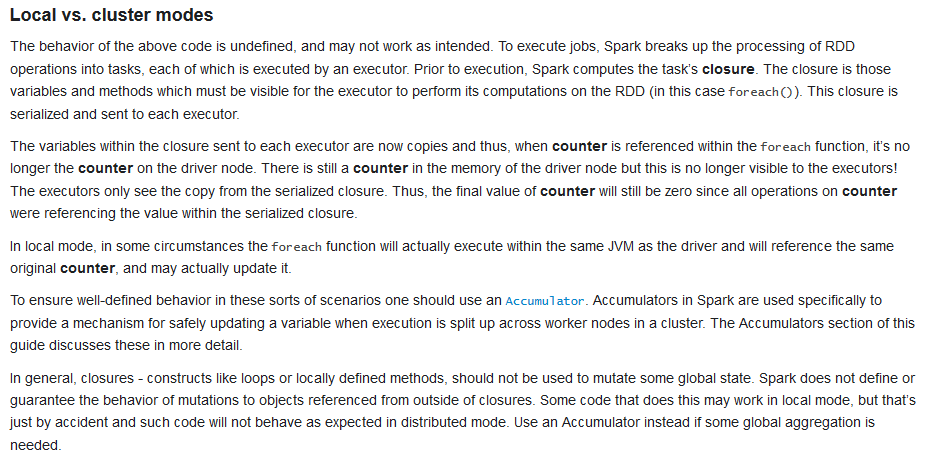 Local vs. cluster modes
The behavior of the above code is undefined, and may not work as intended. To execute jobs, Spark breaks up the processing of RDD
operations into tasks, each of which is executed by an executor. Prior to execution, Spark computes the task's closure. The closure is those
variables and methods which must be visible for the executor to perform its computations on the RDD (in this case foreach()). This closure is
serialized and sent to each executor.
The variables within the closure sent to each executor are now copies and thus, when counter is referenced within the foreach function, it's no
longer the counter on the driver node. There is still a counter in the memory of the driver node but this is no longer visible to the executors!
The executors only see the copy from the serialized closure. Thus, the final value of counter will still be zero since all operations on counter
were referencing the value within the serialized closure.
In local mode, in some circumstances the foreach function will actually execute within the same JVM as the driver and will reference the same
original counter, and may actually update it.
To ensure well-defined behavior in these sorts of scenarios one should use an Accumulator. Accumulators in Spark are used specifically to
provide a mechanism for safely updating a variable when execution is split up across worker nodes in a cluster. The Accumulators section of this
guide discusses these in more detail.
In general, closures - constructs like loops or locally defined methods, should not be used to mutate some global state. Spark does not define or
guarantee the behavior of mutations to objects referenced from outside of closures. Some code that does this may work in local mode, but that's
just by accident and such code will not behave as expected in distributed mode. Use an Accumulator instead if some global aggregation is
needed.